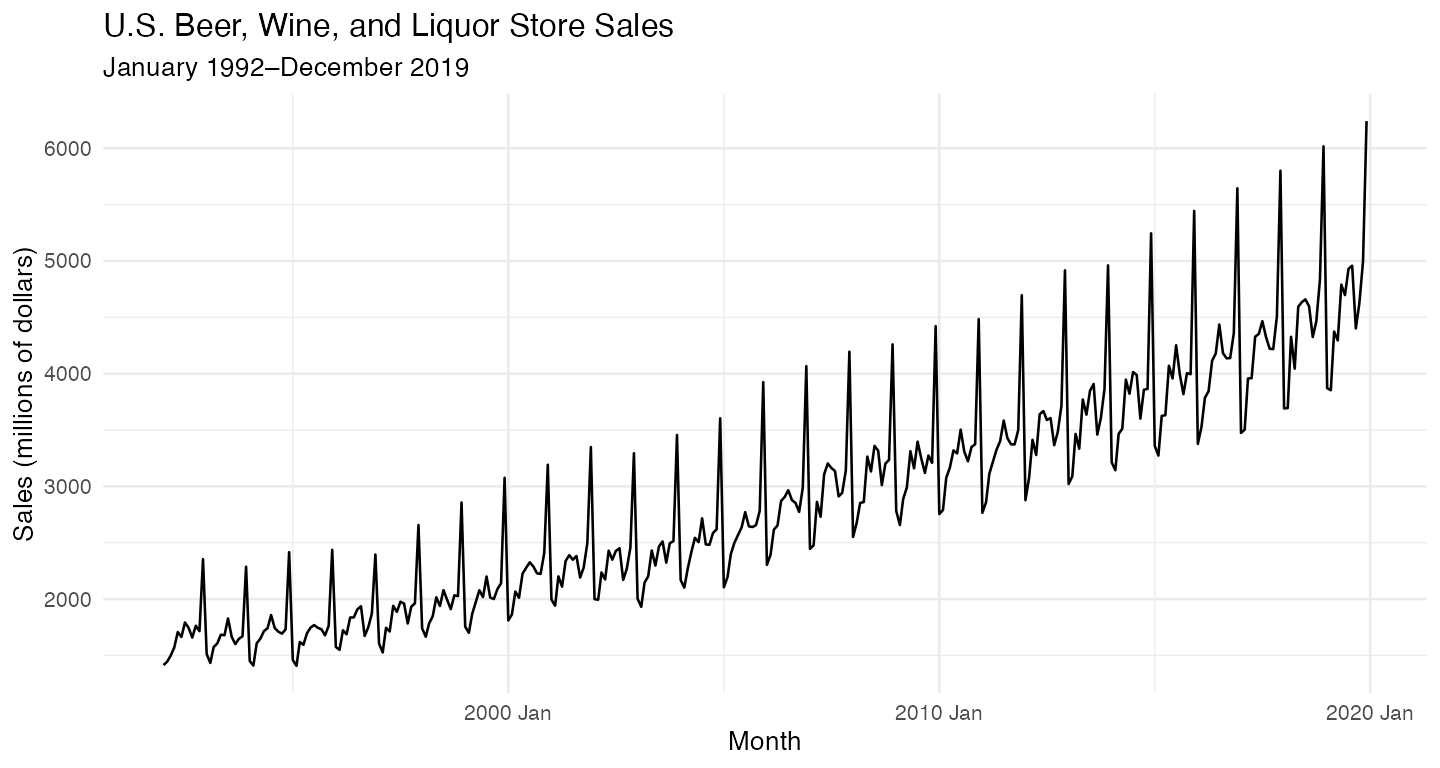 U.S. Beer, Wine, and Liquor Store Sales
January 1992–December 2019
Sales (millions of dollars)
6000
5000
4000
3000
2000
2000 Jan
2010 Jan
2020 Jan
Month